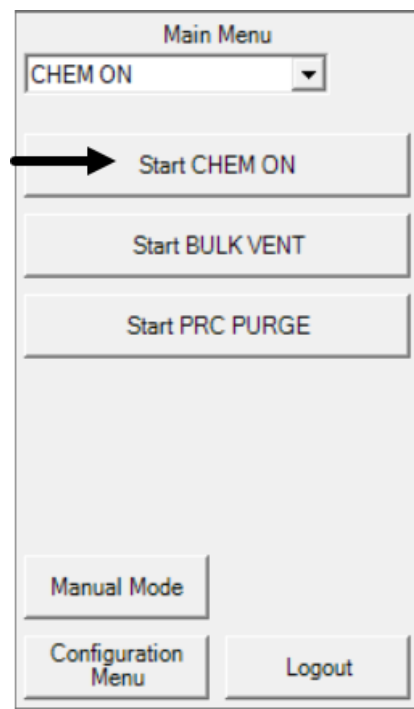 Main Menu
CHEM ON
Start CHEM ON
Start BULK VENT
Start PRC PURGE
Manual Mode
Configuration
Menu
Logout